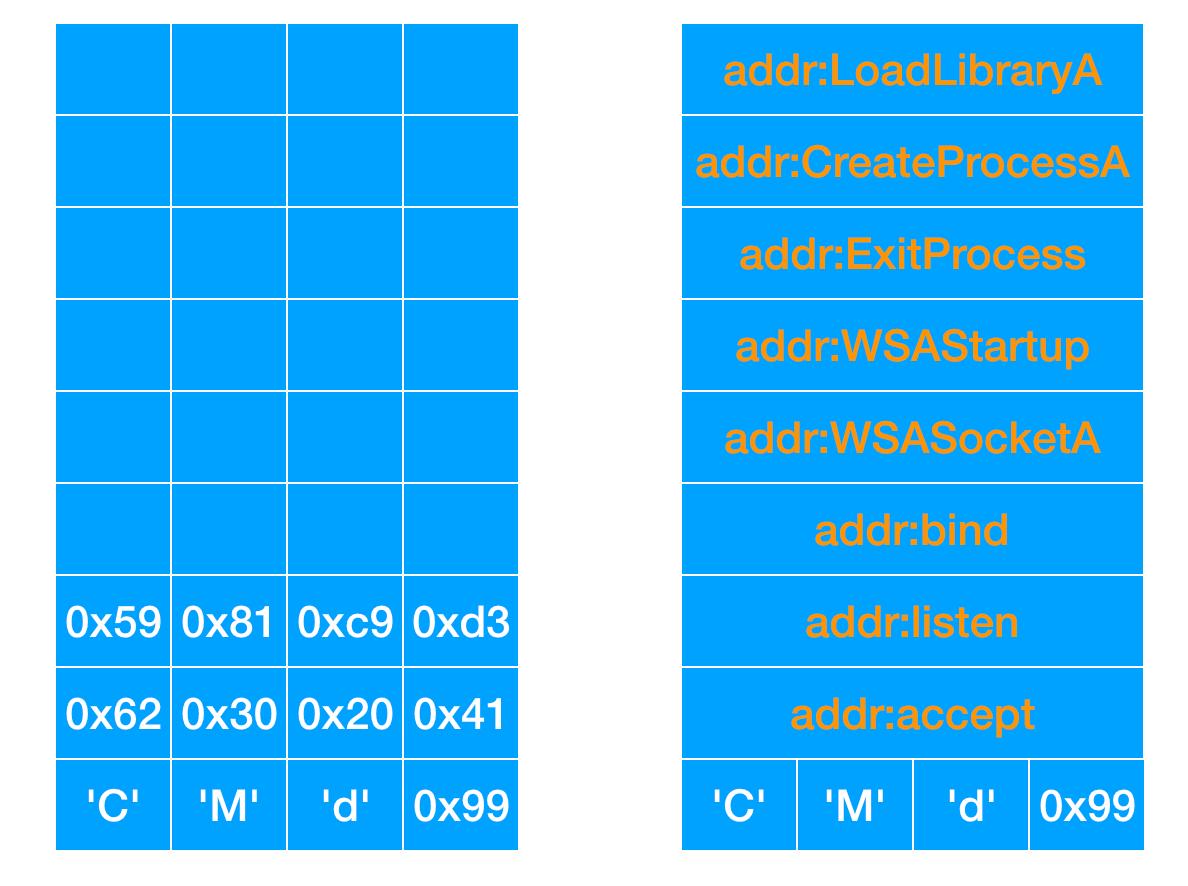 addr:LoadLibraryA
addr:CreateProcessA
addr:ExitProcess
addr:WSAStartup
addr:WSASocketA
addr:bind
0x59 0x81 0xc9 0xd3 addr:listen
0x62 0x30 0x20 0x41 addr:accept
'C' 'M' 'd' 0x99 'C' 'M' 'd' 0x99